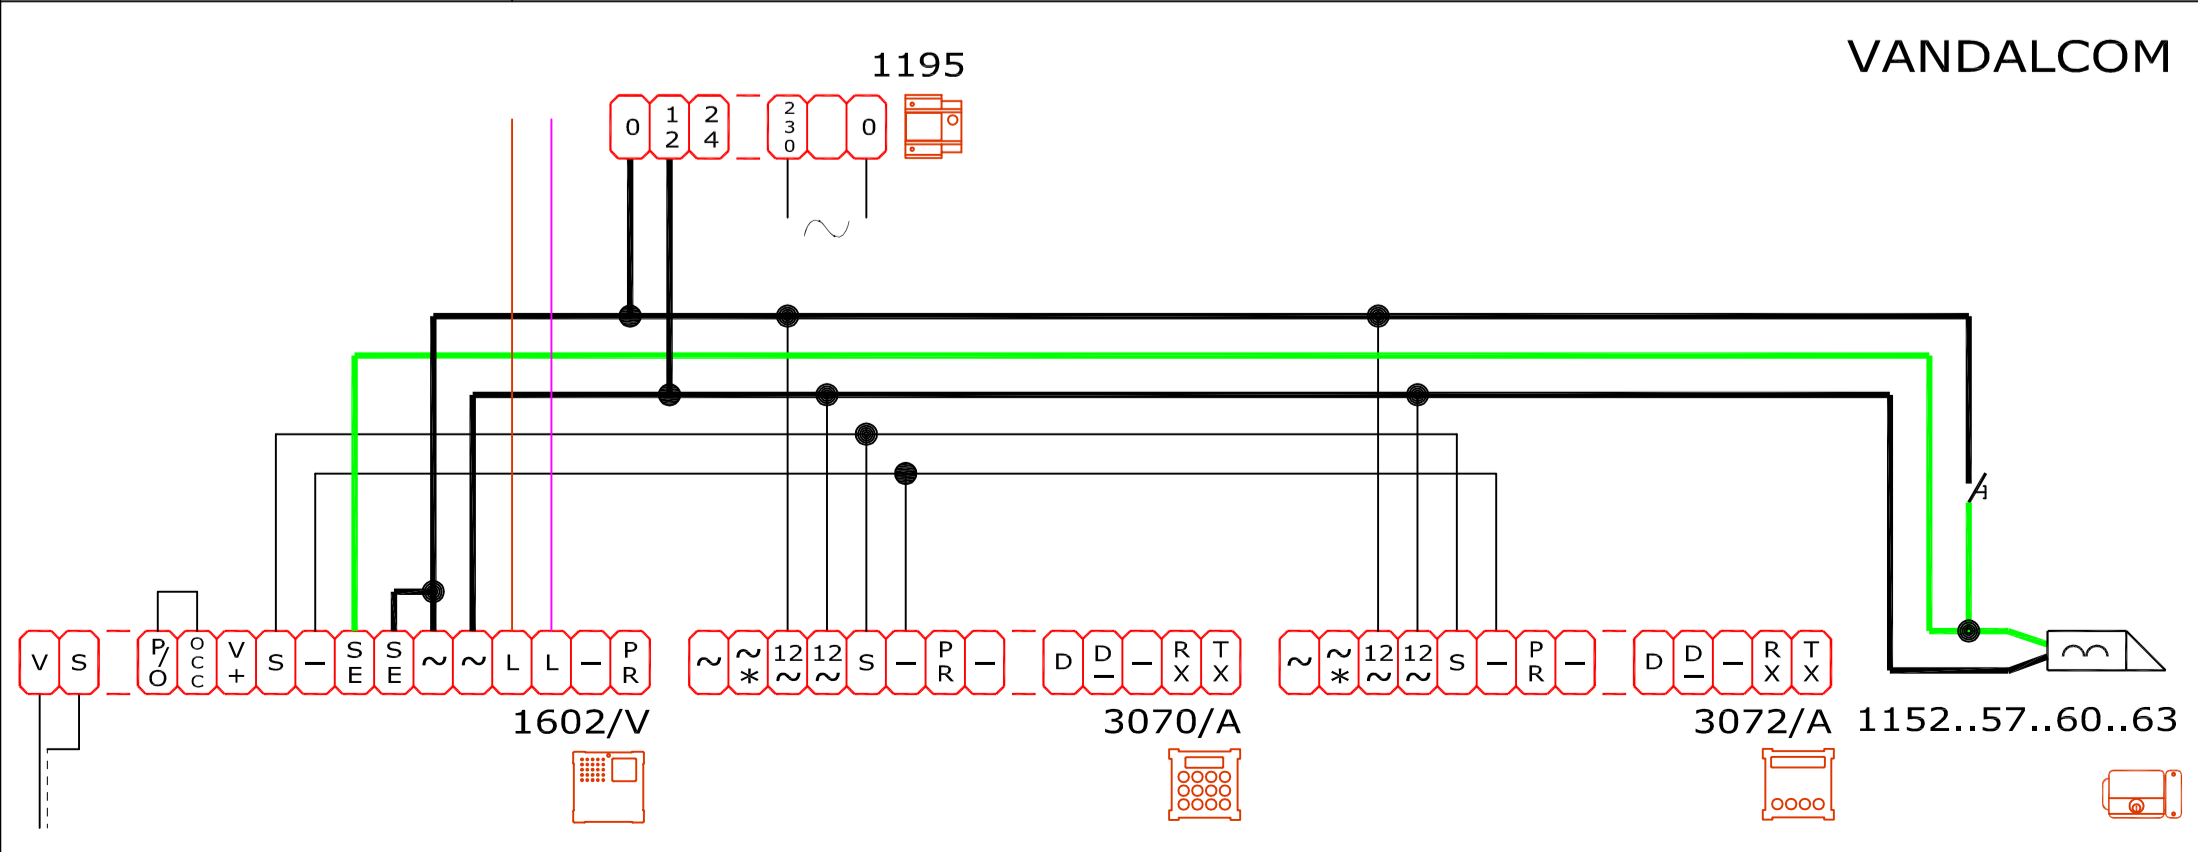 VANDALCOM
1195
0 12 24 230 0
V S P/O OCC V+ S — SE SE ~ ~ L L — PR
~ ~* 12~ 12~ S — PR — D D— — RX TX
~ ~* 12~ 12~ S — PR — D D— — RX TX
1602/V
3070/A
3072/A
1152..57..60..63